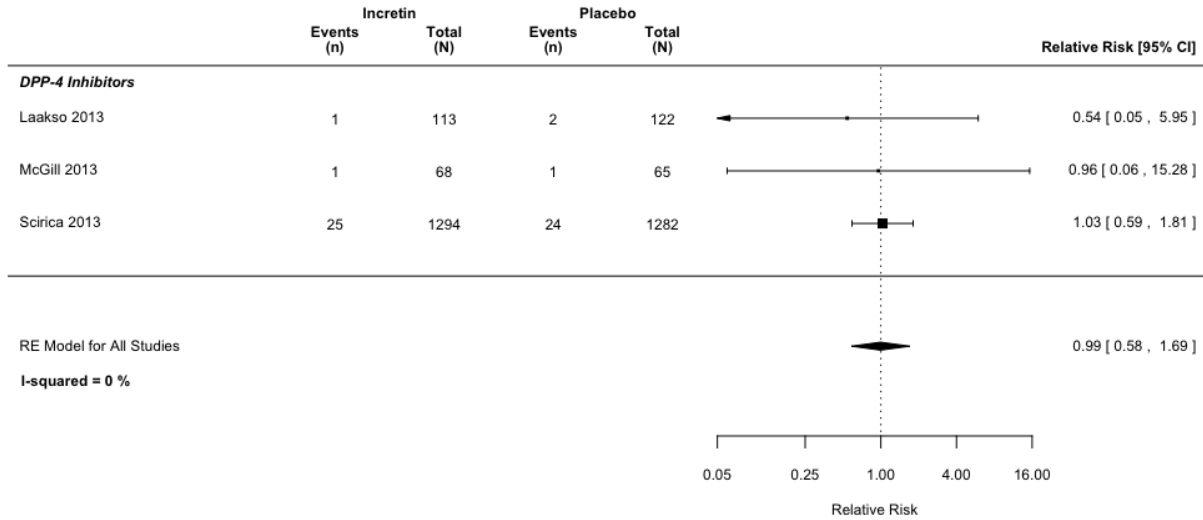 Incretin Placebo
Events Total Events Total
(n) (N) (n) (N) Relative Risk [95% CI]
DPP-4 Inhibitors
Laakso 2013 1 113 2 122 0.54 [ 0.05 , 5.95 ]
McGill 2013 1 68 1 65 0.96 [ 0.06 , 15.28 ]
Scirica 2013 25 1294 24 1282 1.03 [ 0.59 , 1.81 ]
RE Model for All Studies 0.99 [ 0.58 , 1.69 ]
I-squared = 0 %
0.05 0.25 1.00 4.00 16.00
Relative Risk